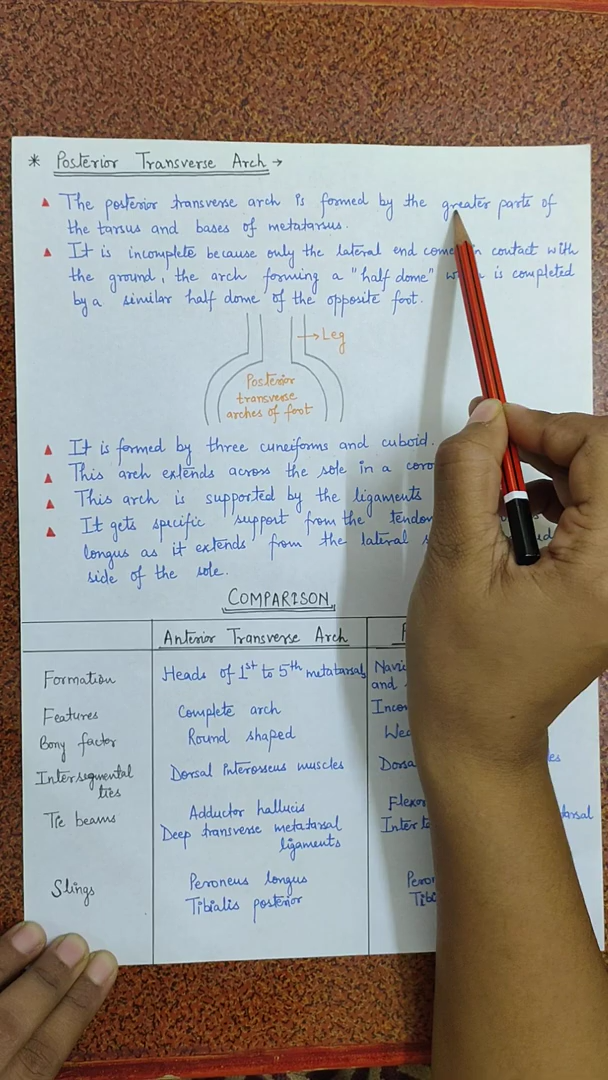 * Posterior Transverse Arch →
▲ The posterior transverse arch is formed by the greater parts of
the tarsus and bases of metatarsus.
▲ It is incomplete because only the lateral end in contact with
the ground, the arch forming a "half dome" is completed
by a similar half dome of the opposite foot.
→ Leg
Posterior
transverse
arches of foot
▲ It is formed by three cuneiforms and cuboid.
▲ This arch extends across the sole in a
▲ This arch is supported by the ligaments
▲ It gets specific support from the
longus as it extends from the lateral
side of the sole.
COMPARISON
Anterior Transverse Arch
Formation Heads of 1st to 5th metatarsals
and
Features Complete arch
Bony factor Round shaped
Intersegmental
ties Dorsal interosseus muscles
Tie beams Adductor hallucis
Deep transverse metatarsal
ligaments
Slings Peroneus longus
Tibialis posterior